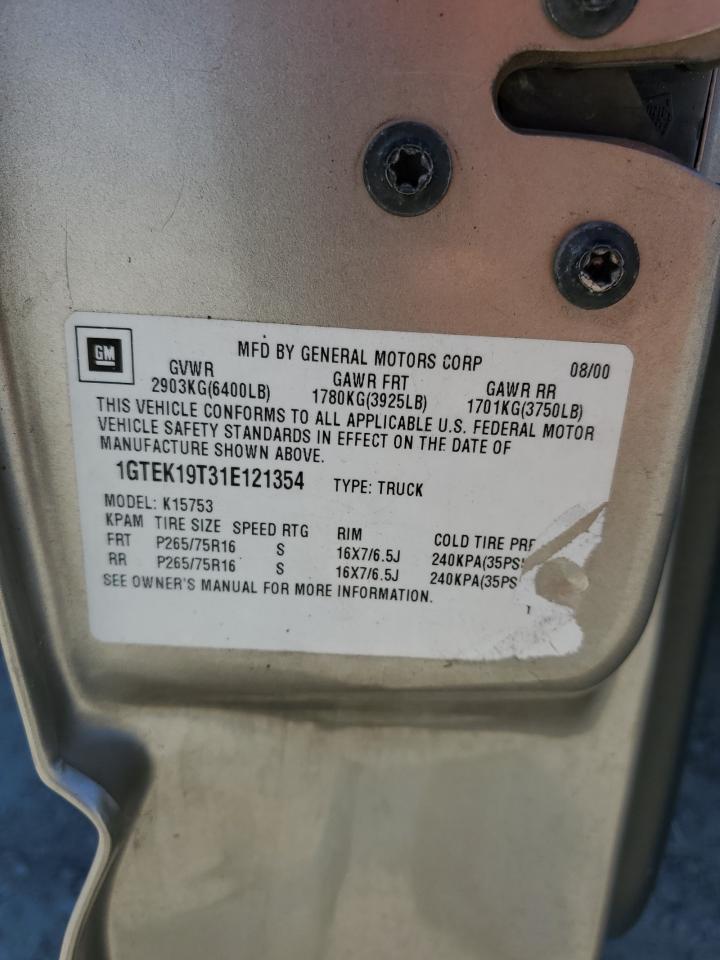 GM
MFD BY GENERAL MOTORS CORP 08/00
GVWR GAWR FRT GAWR RR
2903KG(6400LB) 1780KG(3925LB) 1701KG(3750LB)
THIS VEHICLE CONFORMS TO ALL APPLICABLE U.S. FEDERAL MOTOR
VEHICLE SAFETY STANDARDS IN EFFECT ON THE DATE OF
MANUFACTURE SHOWN ABOVE.
1GTEK19T31E121354 TYPE: TRUCK
MODEL: K15753
KPAM TIRE SIZE SPEED RTG RIM COLD TIRE PRE
FRT P265/75R16 S 16X7/6.5J 240KPA(35PS
RR P265/75R16 S 16X7/6.5J 240KPA(35PS
SEE OWNER'S MANUAL FOR MORE INFORMATION.